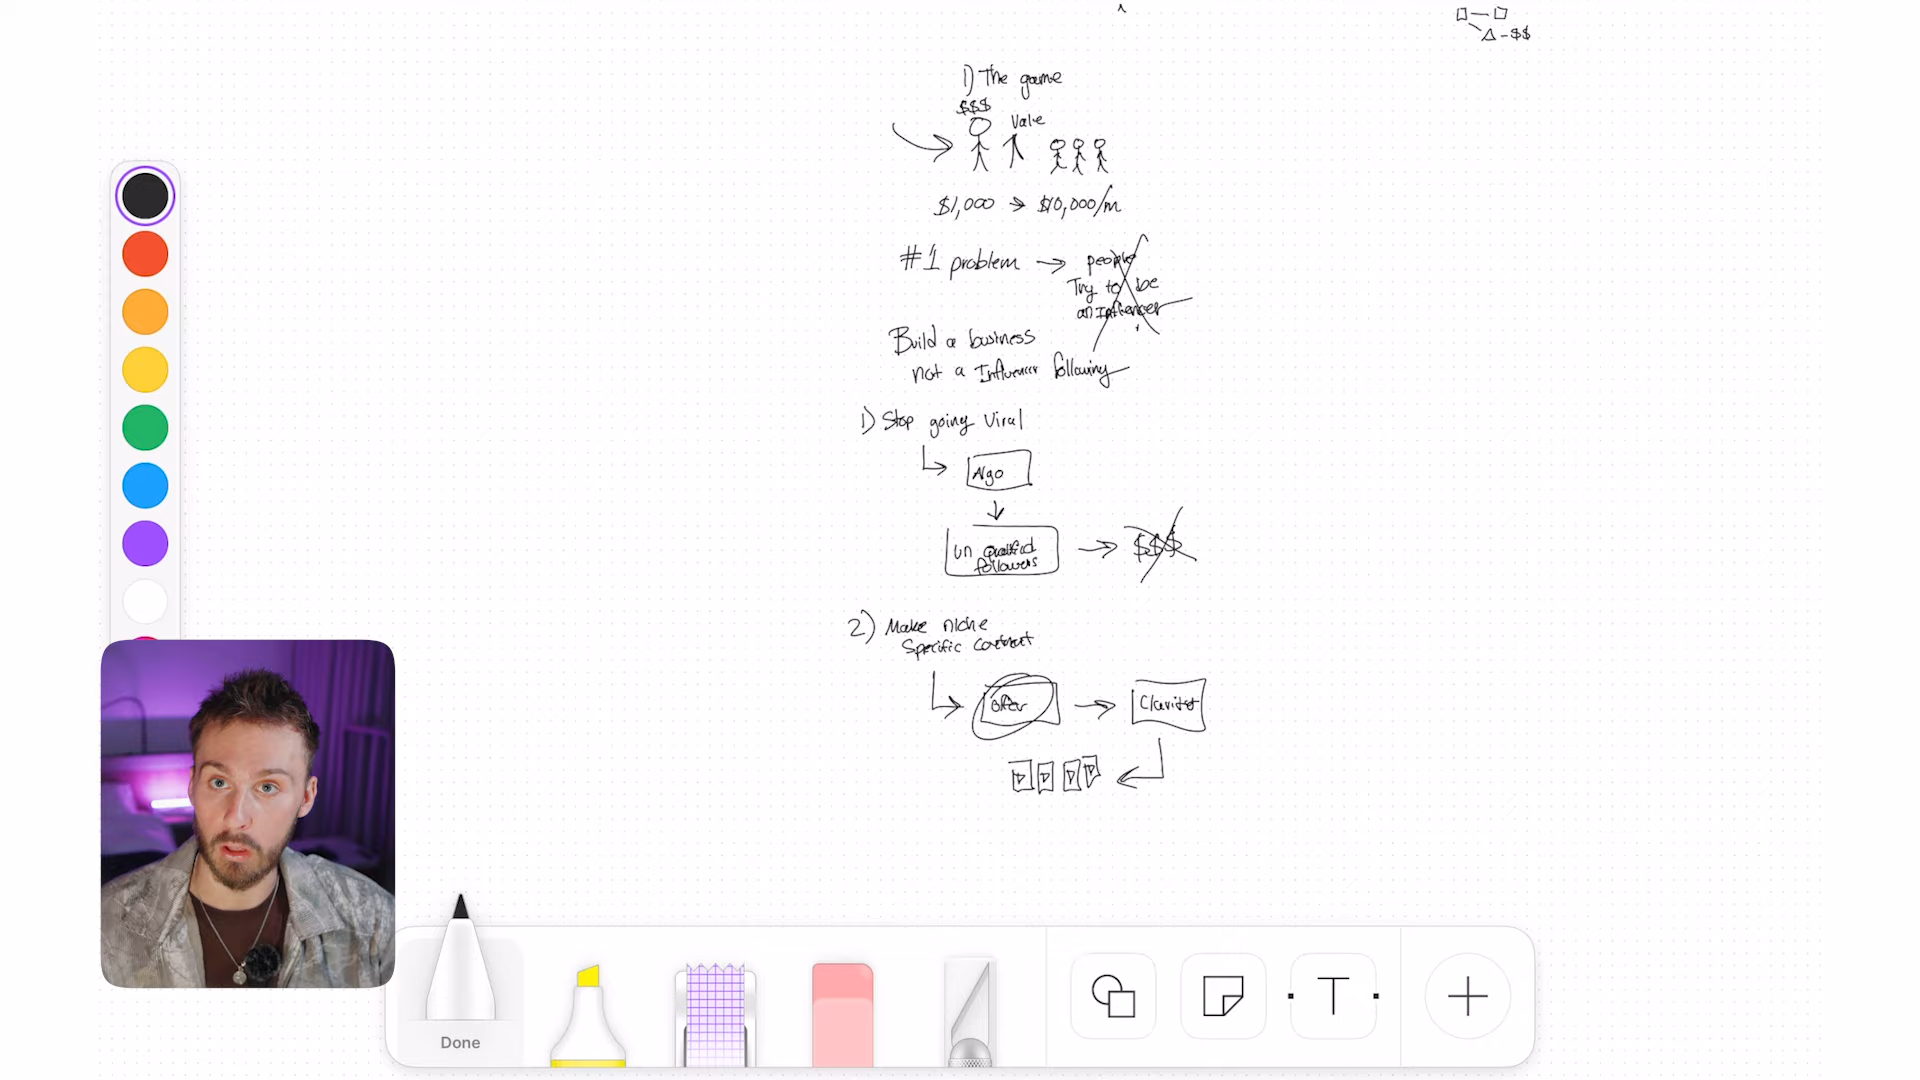 - $$
1) The game
$$$
Vale
$1,000 → $10,000/m
#1 problem → people
Try to be
an Influencer
Build a business
not a Influencer following
1) Stop going Viral
Algo
un qualified
followers
→ $$$
2) Make niche
Specific content
offer → Clarity
Done
T